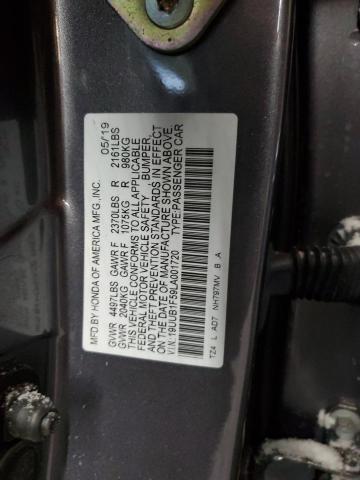 MFD. BY HONDA OF AMERICA MFG., INC. 05/19
GVWR 4497LBS GAWR F 2370LBS R 2161LBS
GVWR 2040KG GAWR F 1075KG R 980KG
THIS VEHICLE CONFORMS TO ALL APPLICABLE
FEDERAL MOTOR VEHICLE SAFETY BUMPER,
AND THEFT PREVENTION STANDARDS IN EFFECT
ON THE DATE OF MANUFACTURE SHOWN ABOVE.
VIN:19UUB1F59LA001720 TYPE:PASSENGER CAR
TZ4 L AD7 NH797MV B A